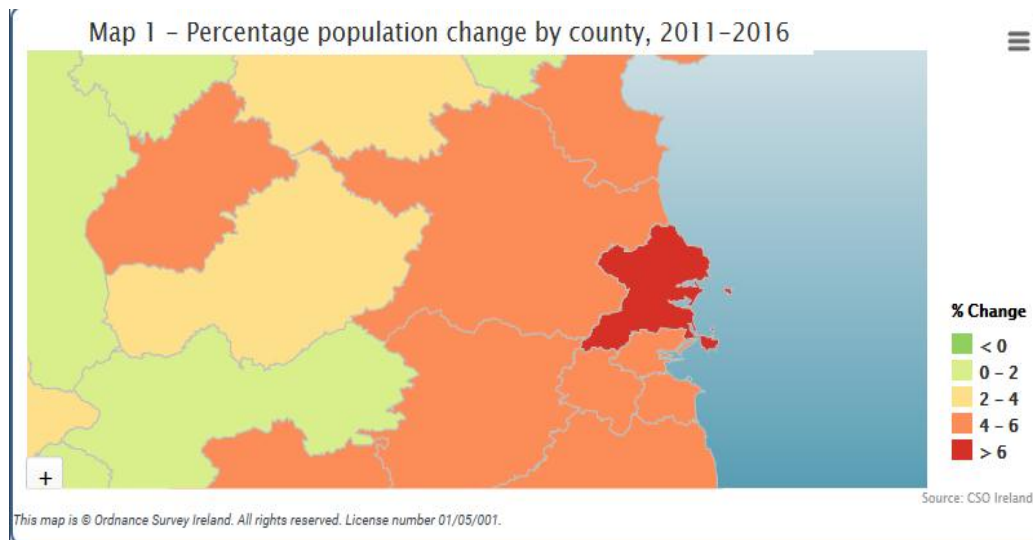 Map 1 – Percentage population change by county, 2011–2016
% Change
< 0
0 – 2
2 – 4
4 – 6
> 6
+
Source: CSO Ireland
This map is © Ordnance Survey Ireland. All rights reserved. License number 01/05/001.